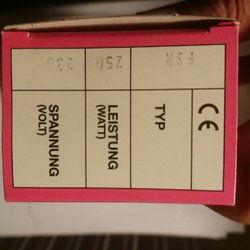 CE
TYP
FSR
LEISTUNG
(WATT)
250
SPANNUNG
(VOLT)
230